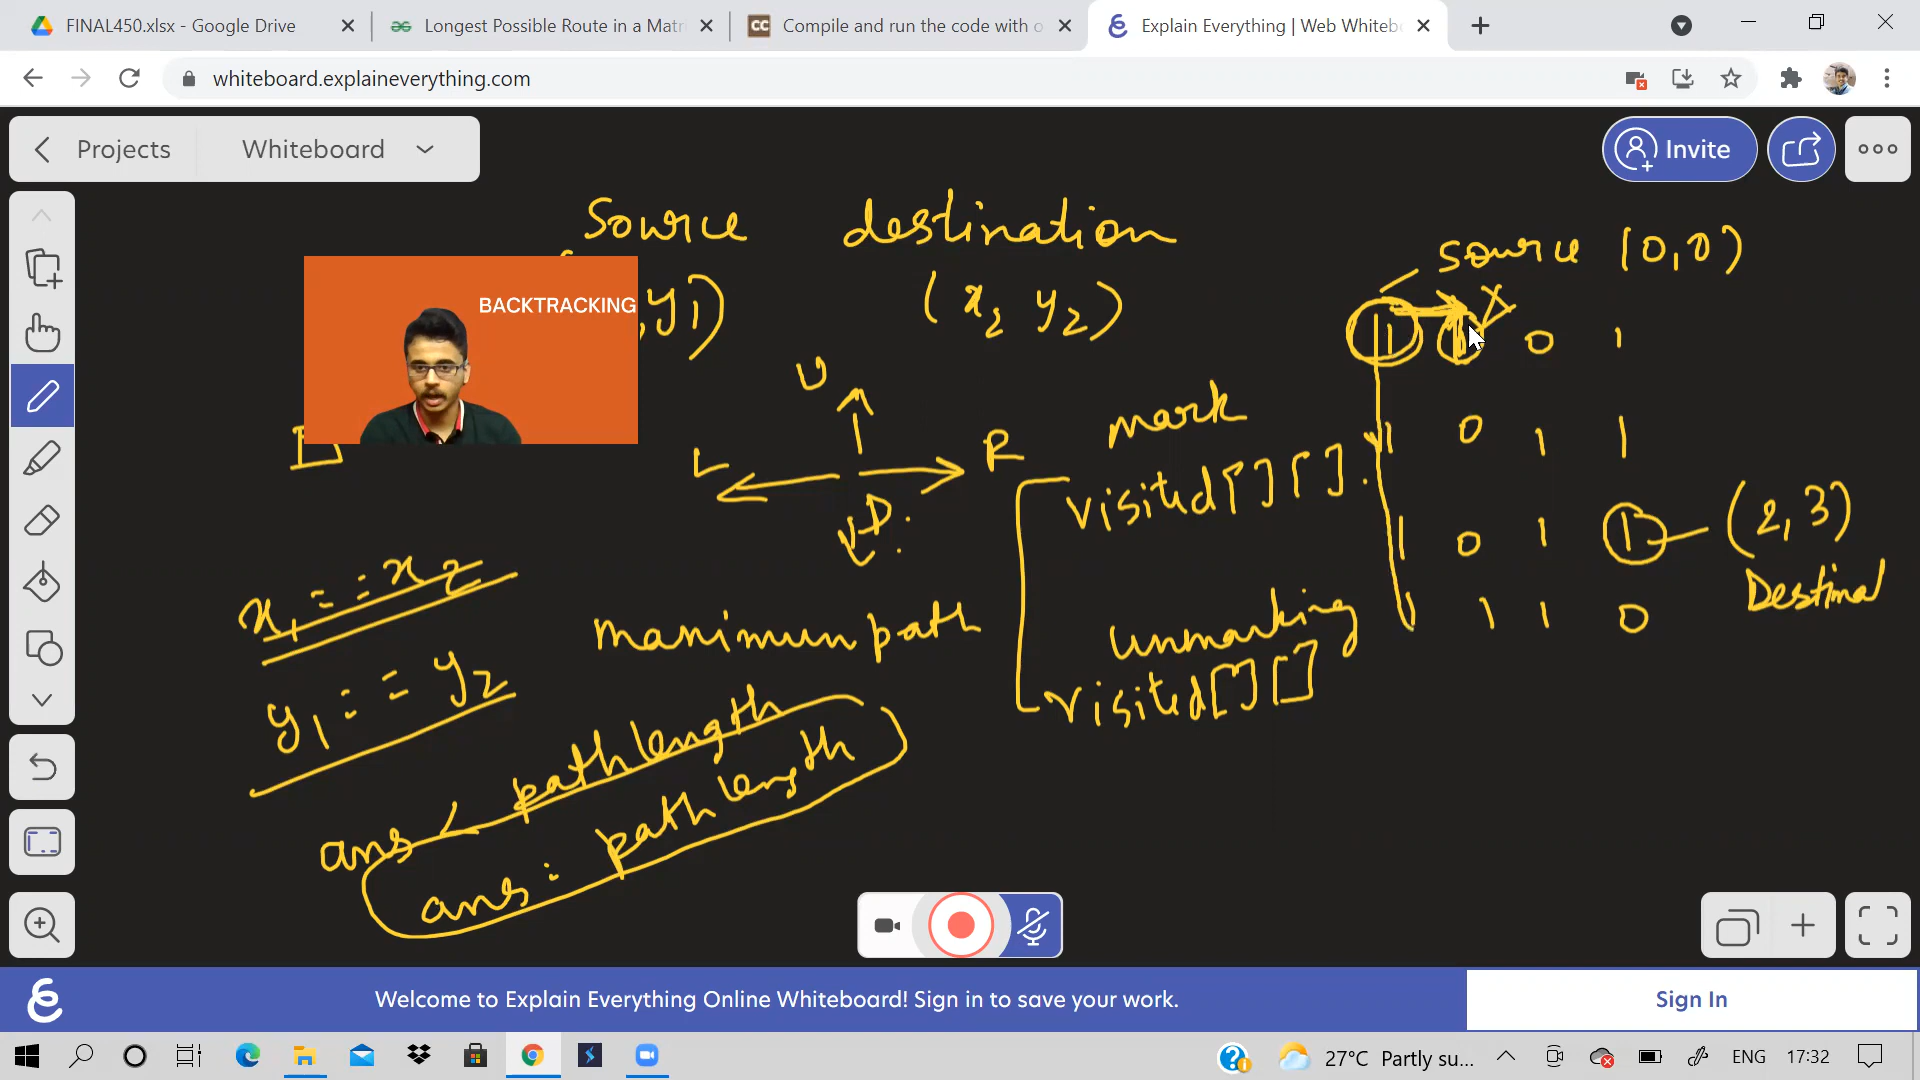 FINAL450.xlsx - Google Drive
Longest Possible Route in a Matri
Compile and run the code with o
Explain Everything | Web Whitebo
whiteboard.explaineverything.com
Projects
Whiteboard
Invite
Source destination
source (0,0)
BACKTRACKING
,y1)
(x2 y2)
1 1 0 1
U
L R
D
mark
visited[][].
1 0 1 1
1 0 1 1
(2,3)
Destinal
x1 = = x2
maximum path
unmarking
visited[][]
1 1 1 0
y1 = = y2
ans < pathlength
ans = pathlength
Welcome to Explain Everything Online Whiteboard! Sign in to save your work.
Sign In
27°C Partly su...
ENG
17:32